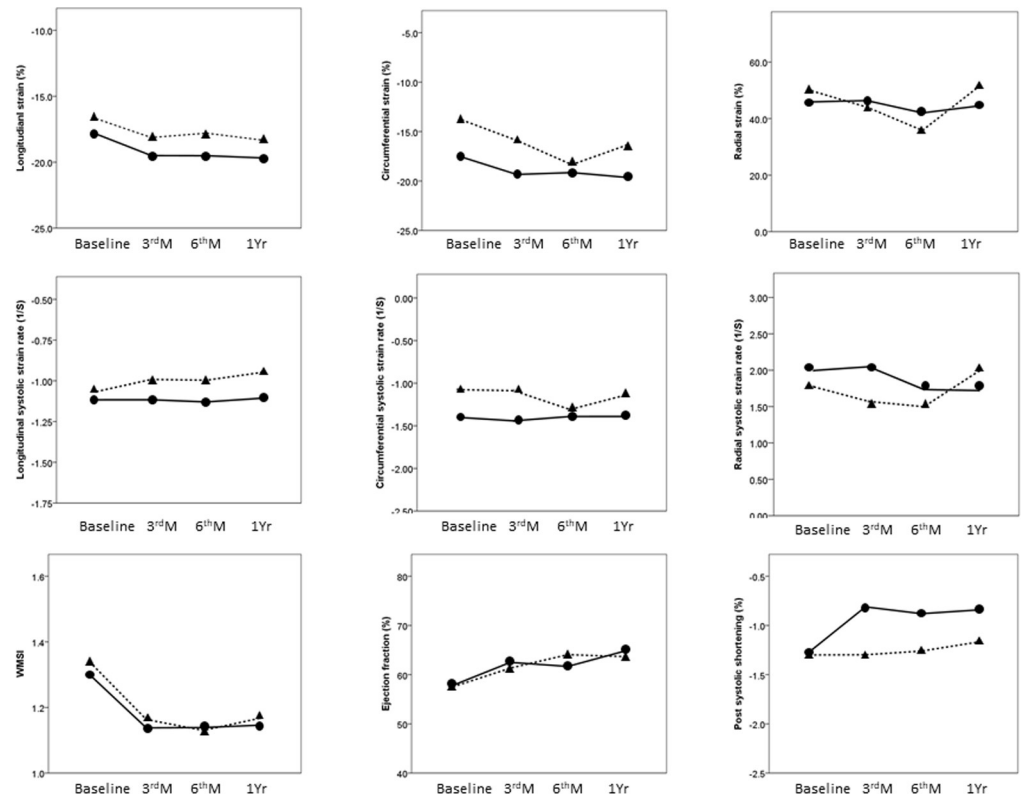 Longitudianl strain (%)
-10.0
-15.0
-20.0
-25.0
Baseline 3rdM 6thM 1Yr
Circumferential strain (%)
-5.0
-10.0
-15.0
-20.0
-25.0
Baseline 3rdM 6thM 1Yr
Radial strain (%)
60.0
40.0
20.0
0.0
Baseline 3rdM 6thM 1Yr
Longitudinal systolic strain rate (1/S)
-0.50
-0.75
-1.00
-1.25
-1.50
-1.75
Baseline 3rdM 6thM 1Yr
Circumferential systolic strain rate (1/S)
0.00
-0.50
-1.00
-1.50
-2.00
-2.50
Baseline 3rdM 6thM 1Yr
Radial systolic strain rate (1/S)
3.00
2.50
2.00
1.50
1.00
0.50
0.00
Baseline 3rdM 6thM 1Yr
WMSI
1.6
1.4
1.2
1.0
Baseline 3rdM 6thM 1Yr
Ejection fraction (%)
80
70
60
50
40
Baseline 3rdM 6thM 1Yr
Post systolic shortening (%)
-0.5
-1.0
-1.5
-2.0
-2.5
Baseline 3rdM 6thM 1Yr